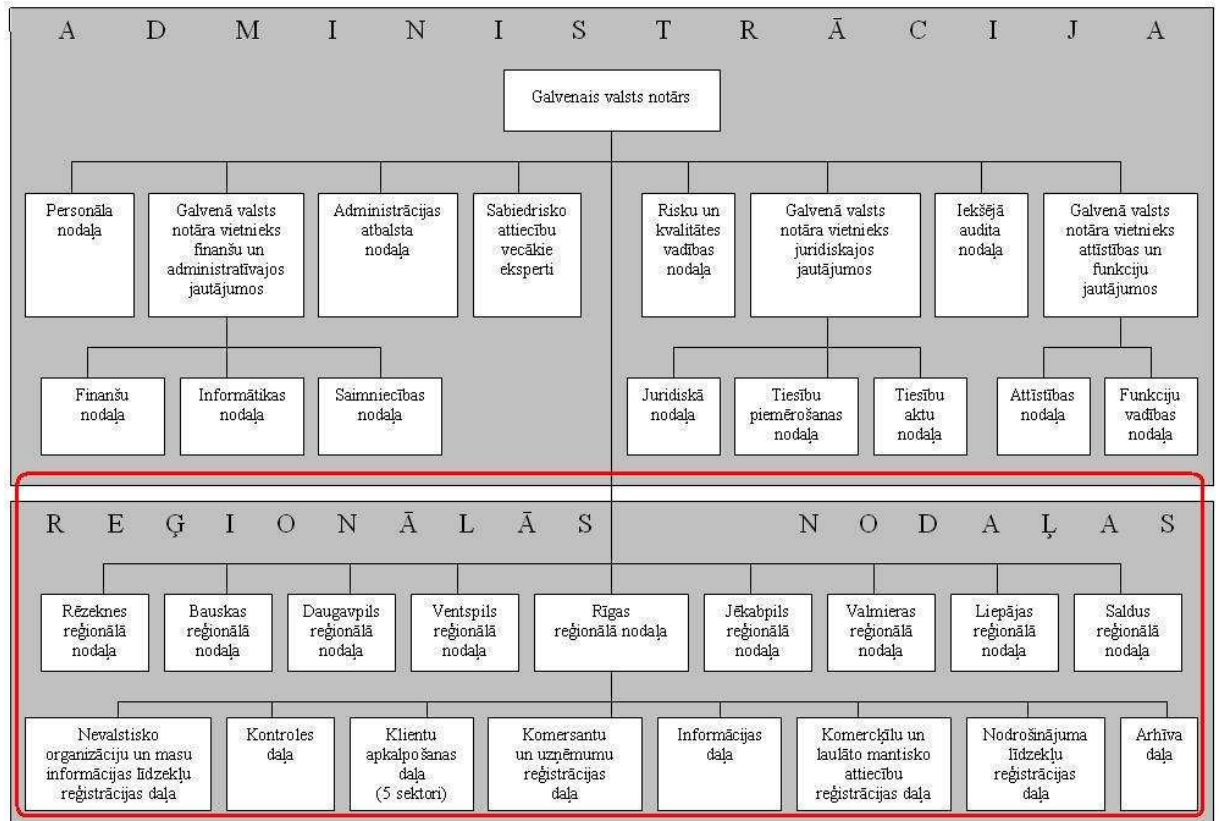 A D M I N I S T R Ā C I J A
Galvenais valsts notārs
Personāla
nodaļa
Galvenā valsts
notāra vietnieks
finanšu un
administratīvajos
jautājumos
Administrācijas
atbalsta
nodaļa
Sabiedrisko
attiecību
vecākie
eksperti
Risku un
kvalitātes
vadības
nodaļa
Galvenā valsts
notāra vietnieks
juridiskajos
jautājumos
Iekšējā
audita
nodaļa
Galvenā valsts
notāra vietnieks
attīstības un
funkciju
jautājumos
Finanšu
nodaļa
Informātikas
nodaļa
Saimniecības
nodaļa
Juridiskā
nodaļa
Tiesību
piemērošanas
nodaļa
Tiesību
aktu
nodaļa
Attīstības
nodaļa
Funkciju
vadības
nodaļa
R E Ģ I O N Ā L Ā S N O D A Ļ A S
Rēzeknes
reģionālā
nodaļa
Bauskas
reģionālā
nodaļa
Daugavpils
reģionālā
nodaļa
Ventspils
reģionālā
nodaļa
Rīgas
reģionālā nodaļa
Jēkabpils
reģionālā
nodaļa
Valmieras
reģionālā
nodaļa
Liepājas
reģionālā
nodaļa
Saldus
reģionālā
nodaļa
Nevalstisko
organizāciju un masu
informācijas līdzekļu
reģistrācijas daļa
Kontroles
daļa
Klientu
apkalpošanas
daļa
(5 sektori)
Komersantu
un uzņēmumu
reģistrācijas
daļa
Informācijas
daļa
Komercķīlu un
laulāto mantisko
attiecību
reģistrācijas daļa
Nodrošinājuma
līdzekļu
reģistrācijas
daļa
Arhīva
daļa